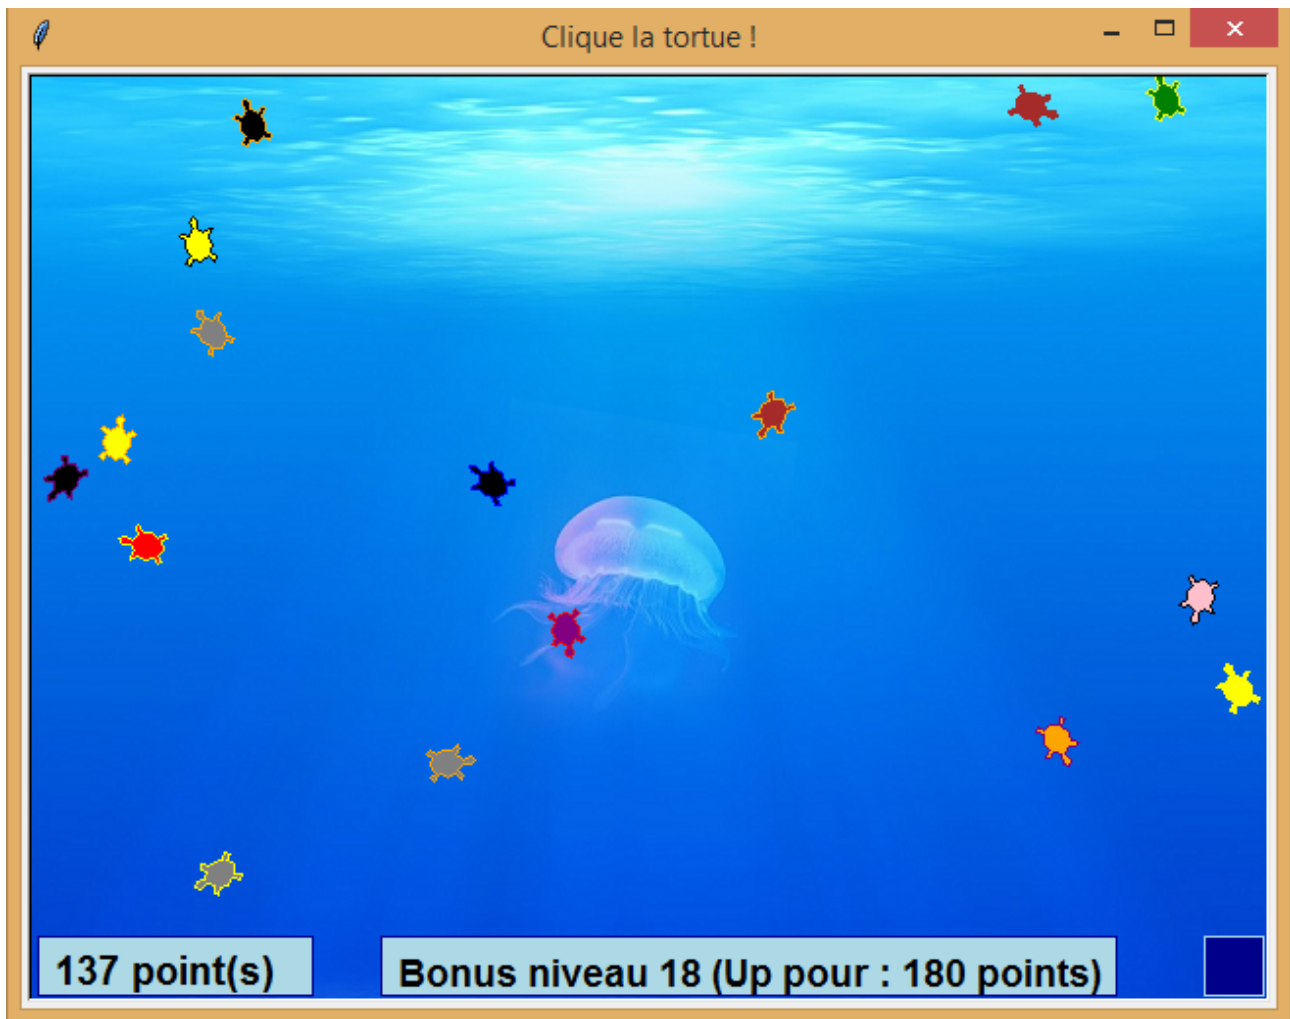 Clique la tortue !
137 point(s)
Bonus niveau 18 (Up pour : 180 points)